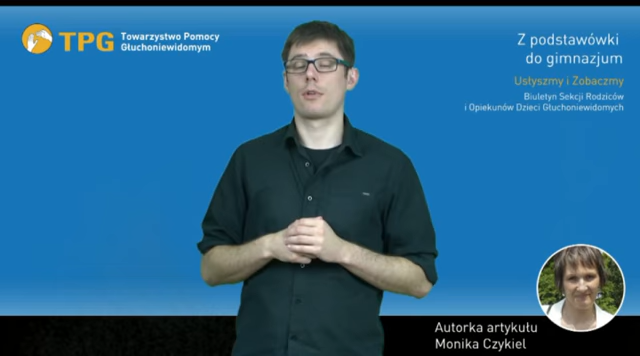 TPG
Towarzystwo Pomocy
Głuchoniewidomym
Z podstawówki
do gimnazjum
Usłyszmy i Zobaczmy
Biuletyn Sekcji Rodziców
i Opiekunów Dzieci Głuchoniewidomych
Autorka artykułu
Monika Czykiel